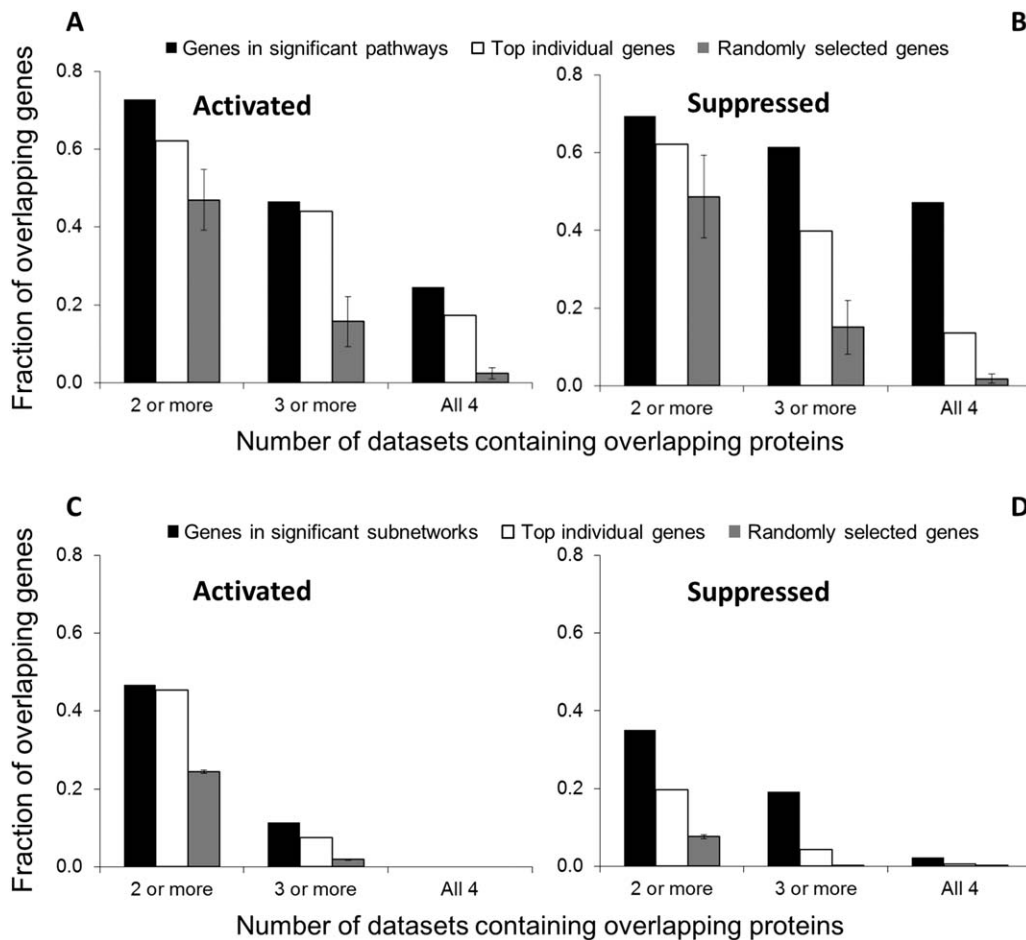 A
B
Genes in significant pathways Top individual genes Randomly selected genes
Fraction of overlapping genes
0.8
0.6
0.4
0.2
0.0
Activated
2 or more 3 or more All 4
0.8
0.6
0.4
0.2
0.0
Suppressed
2 or more 3 or more All 4
Number of datasets containing overlapping proteins
C
D
Genes in significant subnetworks Top individual genes Randomly selected genes
Fraction of overlapping genes
0.8
0.6
0.4
0.2
0.0
Activated
2 or more 3 or more All 4
0.8
0.6
0.4
0.2
0.0
Suppressed
2 or more 3 or more All 4
Number of datasets containing overlapping proteins